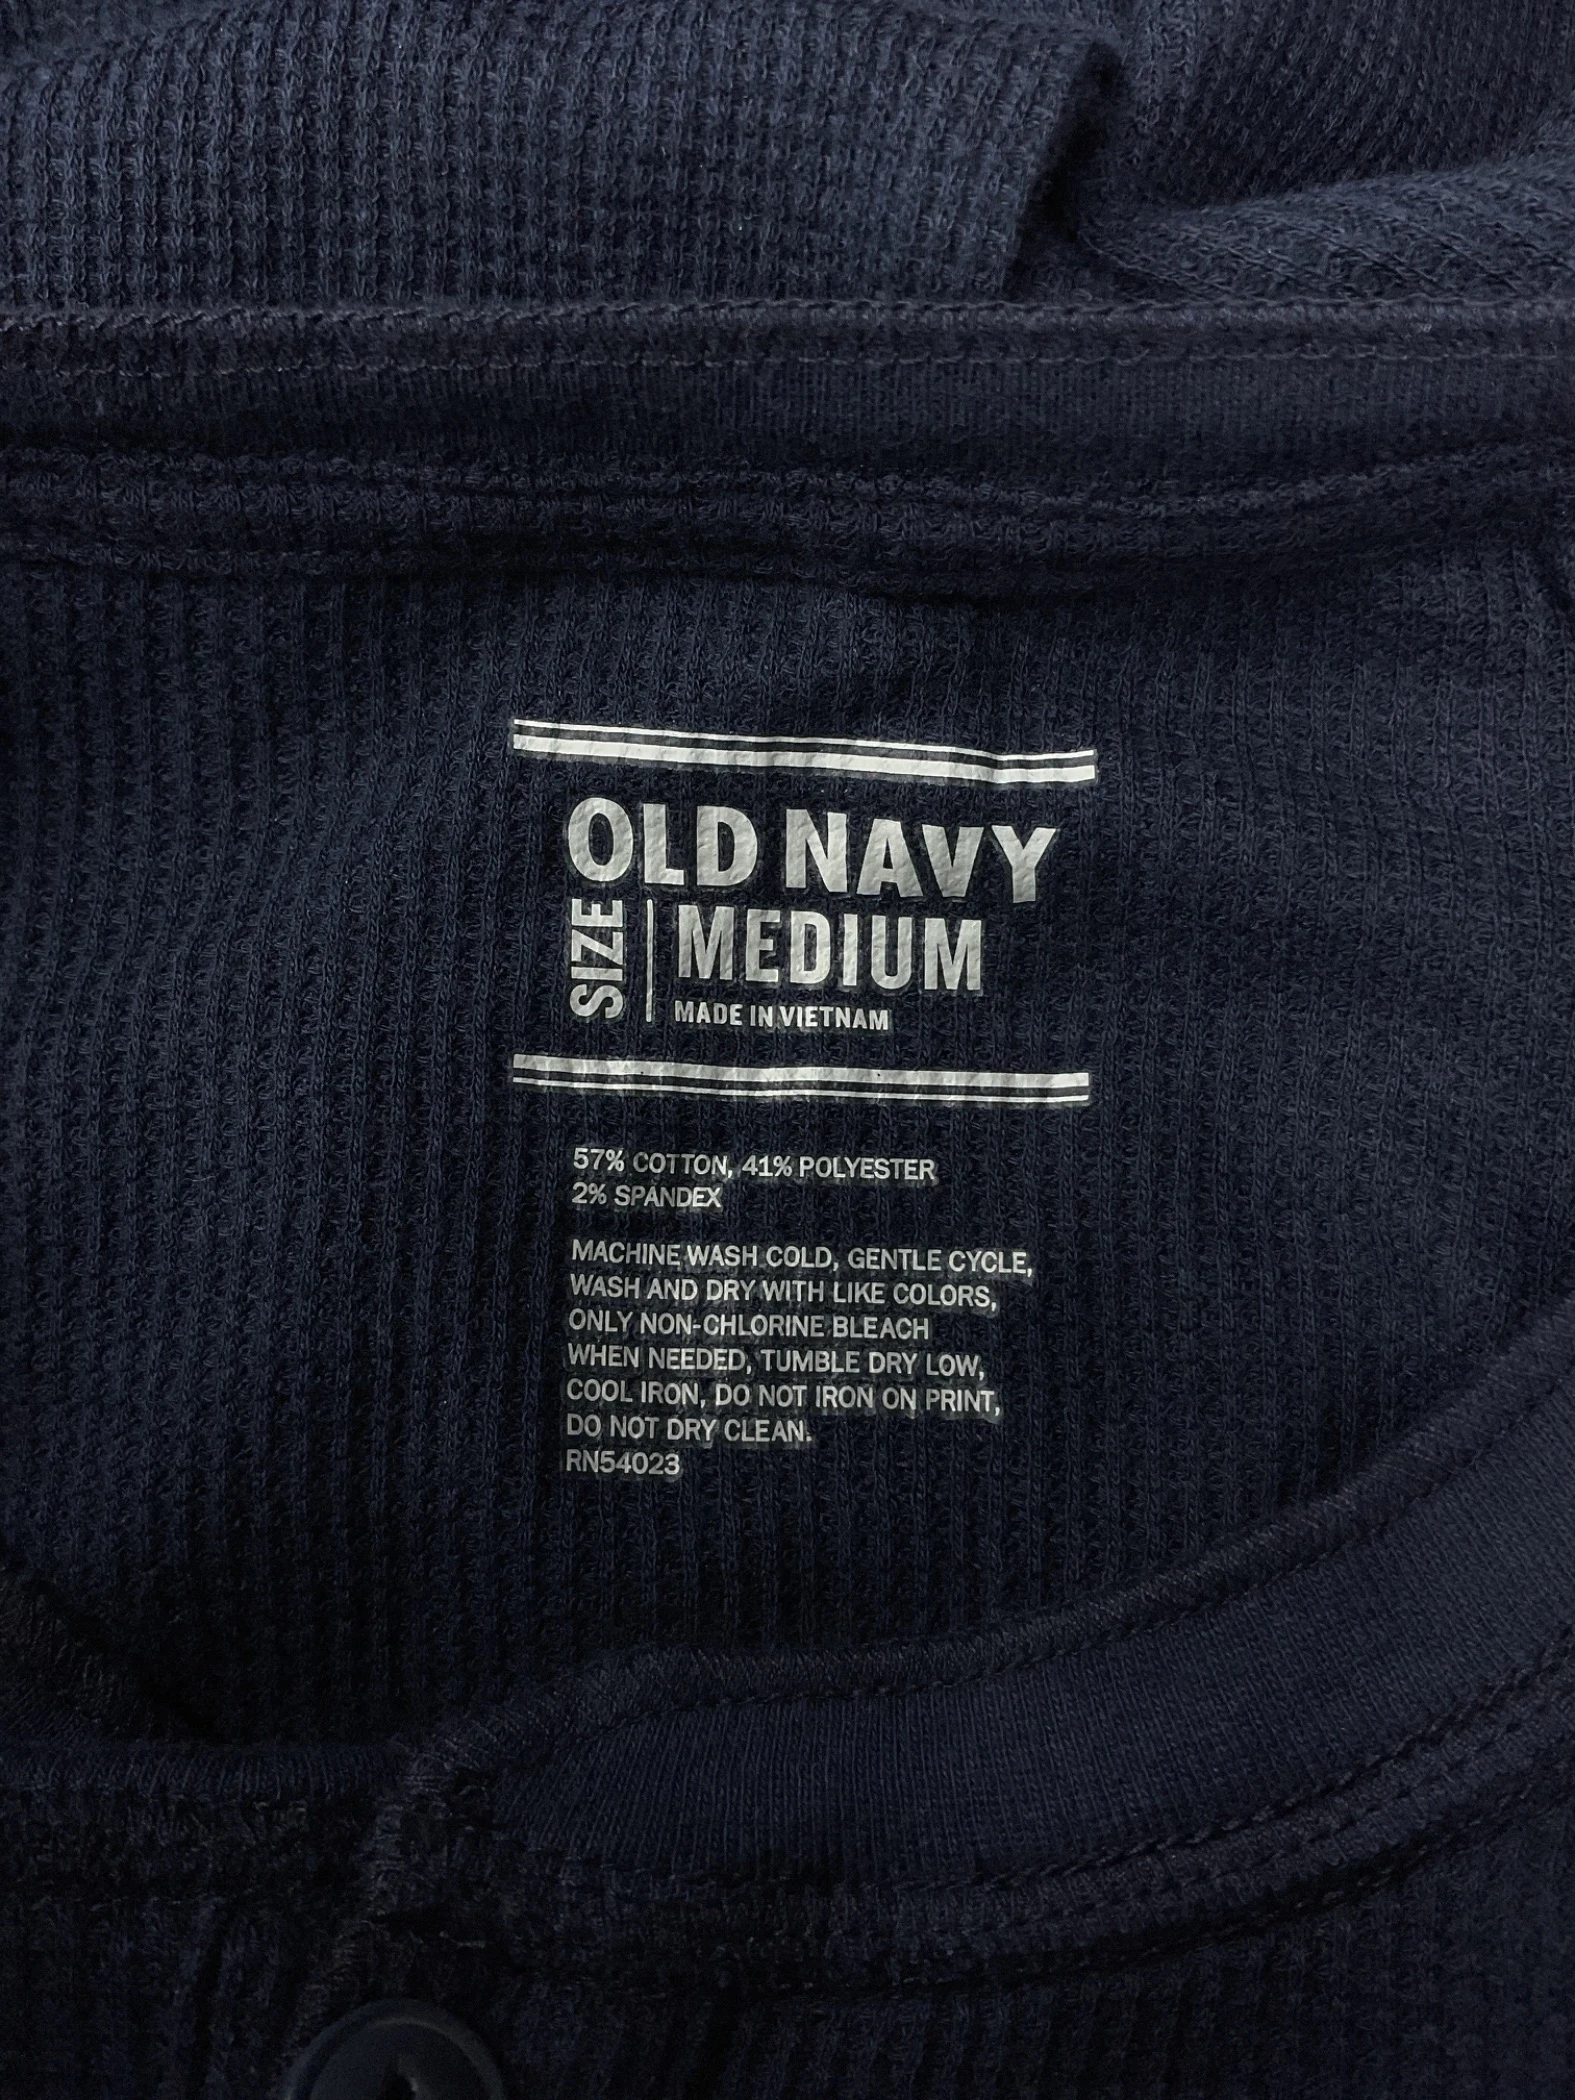 OLD NAVY
SIZE
MEDIUM
MADE IN VIETNAM
57% COTTON, 41% POLYESTER
2% SPANDEX
MACHINE WASH COLD, GENTLE CYCLE,
WASH AND DRY WITH LIKE COLORS,
ONLY NON-CHLORINE BLEACH
WHEN NEEDED, TUMBLE DRY LOW,
COOL IRON, DO NOT IRON ON PRINT,
DO NOT DRY CLEAN.
RN54023